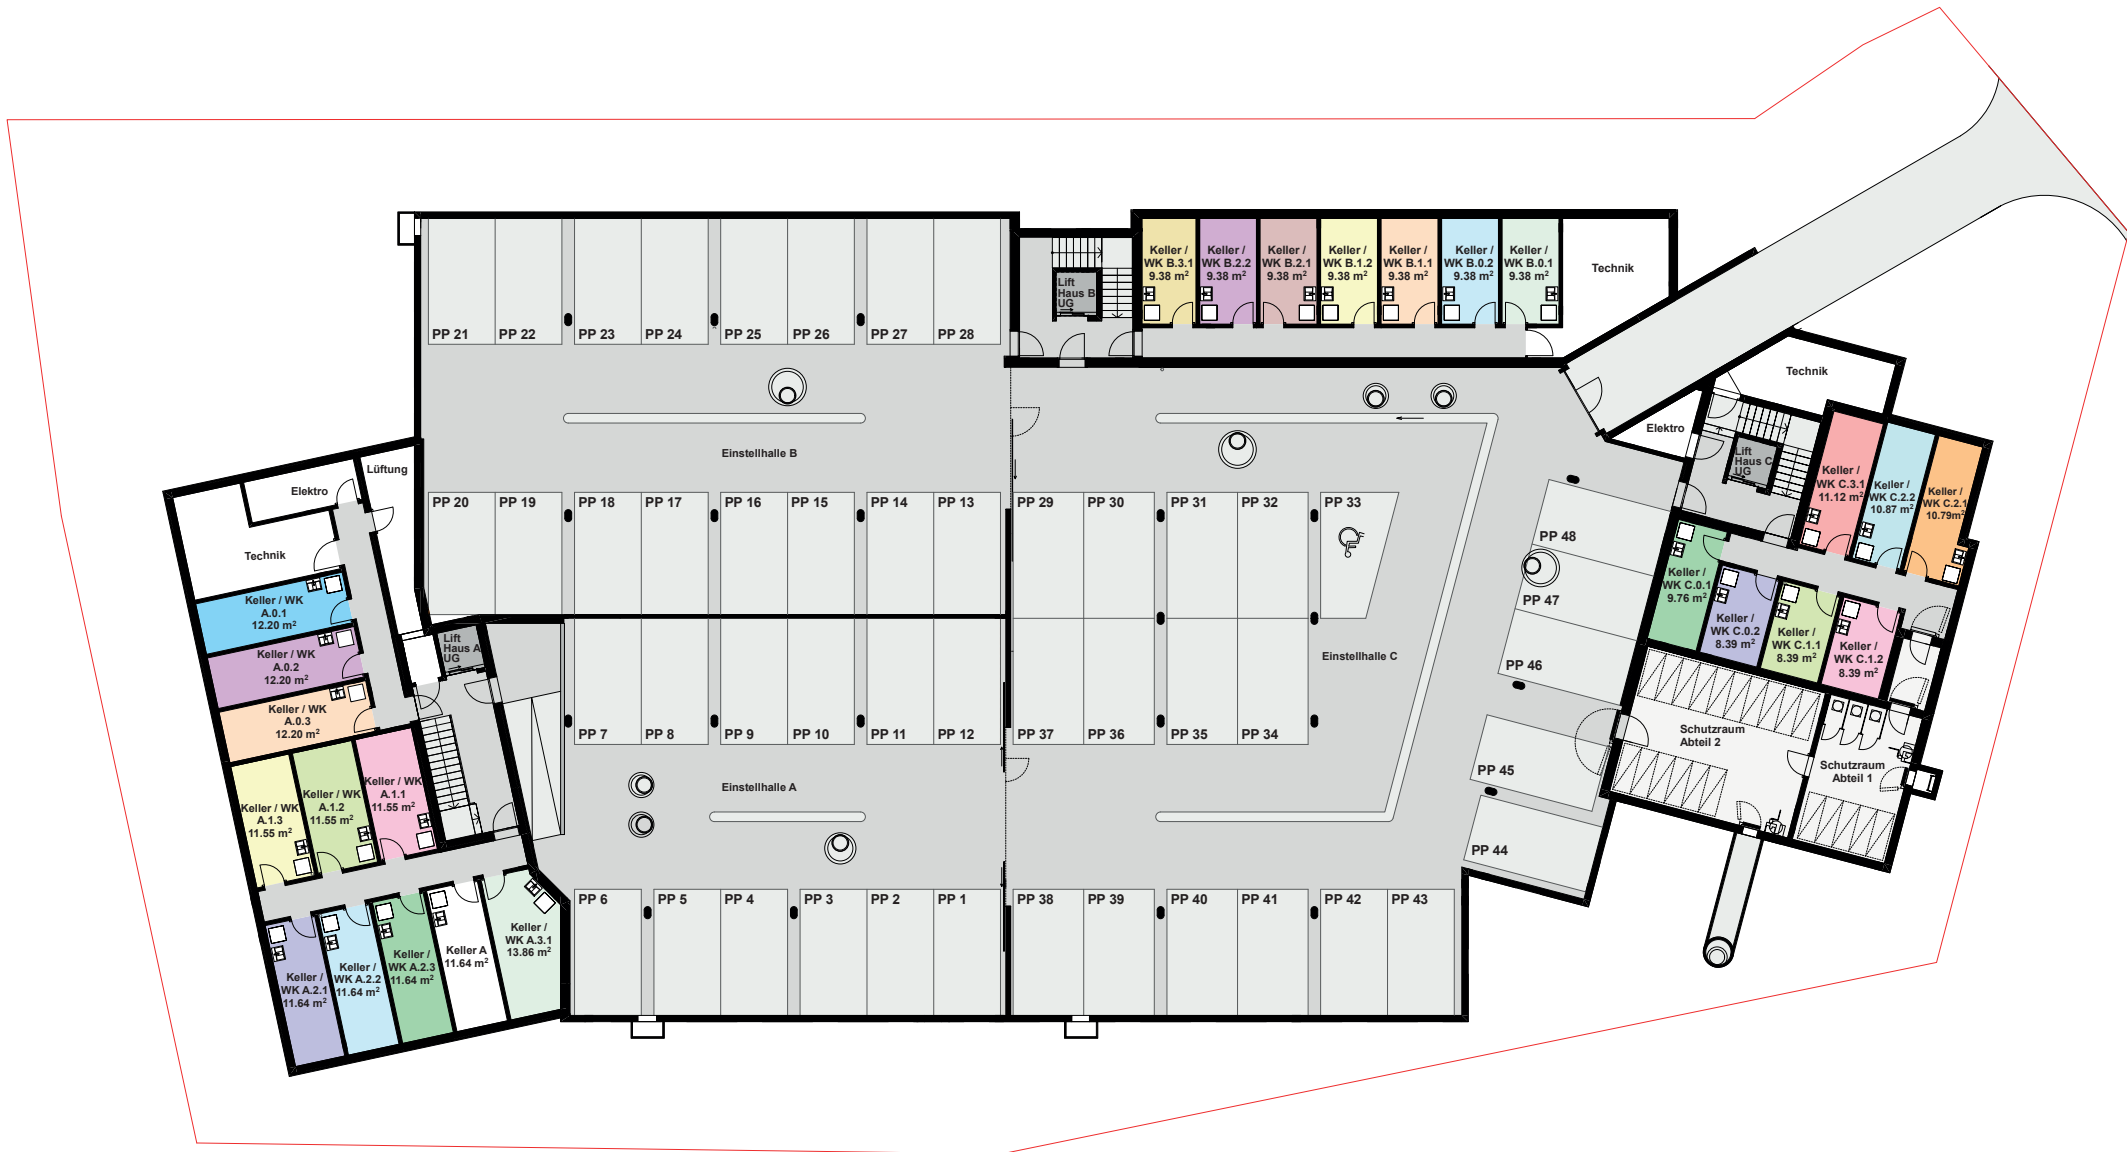 PP 21
PP 22
PP 23
PP 24
PP 25
PP 26
PP 27
PP 28
Lift
Haus B
UG
Keller /
WK B.3.1
9.38 m²
Keller /
WK B.2.2
9.38 m²
Keller /
WK B.2.1
9.38 m²
Keller /
WK B.1.2
9.38 m²
Keller /
WK B.1.1
9.38 m²
Keller /
WK B.0.2
9.38 m²
Keller /
WK B.0.1
9.38 m²
Technik
Technik
Elektro
Lift
Haus C
UG
Keller /
WK C.3.1
11.12 m²
Keller /
WK C.2.2
10.87 m²
Keller /
WK C.2.1
10.79m²
Einstellhalle B
Lüftung
Elektro
Technik
PP 20
PP 19
PP 18
PP 17
PP 16
PP 15
PP 14
PP 13
PP 29
PP 30
PP 31
PP 32
PP 33
PP 48
PP 47
PP 46
PP 45
PP 44
Keller /
WK C.0.1
9.76 m²
Keller /
WK C.0.2
8.39 m²
Keller /
WK C.1.1
8.39 m²
Keller /
WK C.1.2
8.39 m²
Keller / WK
A.0.1
12.20 m²
Keller / WK
A.0.2
12.20 m²
Keller / WK
A.0.3
12.20 m²
Lift
Haus A
UG
Einstellhalle C
PP 7
PP 8
PP 9
PP 10
PP 11
PP 12
PP 37
PP 36
PP 35
PP 34
Schutzraum
Abteil 2
Schutzraum
Abteil 1
Keller / WK
A.1.3
11.55 m²
Keller / WK
A.1.2
11.55 m²
Keller / WK
A.1.1
11.55 m²
Einstellhalle A
PP 6
PP 5
PP 4
PP 3
PP 2
PP 1
PP 38
PP 39
PP 40
PP 41
PP 42
PP 43
Keller /
WK A.2.1
11.64 m²
Keller /
WK A.2.2
11.64 m²
Keller /
WK A.2.3
11.64 m²
Keller A
11.64 m²
Keller /
WK A.3.1
13.86 m²